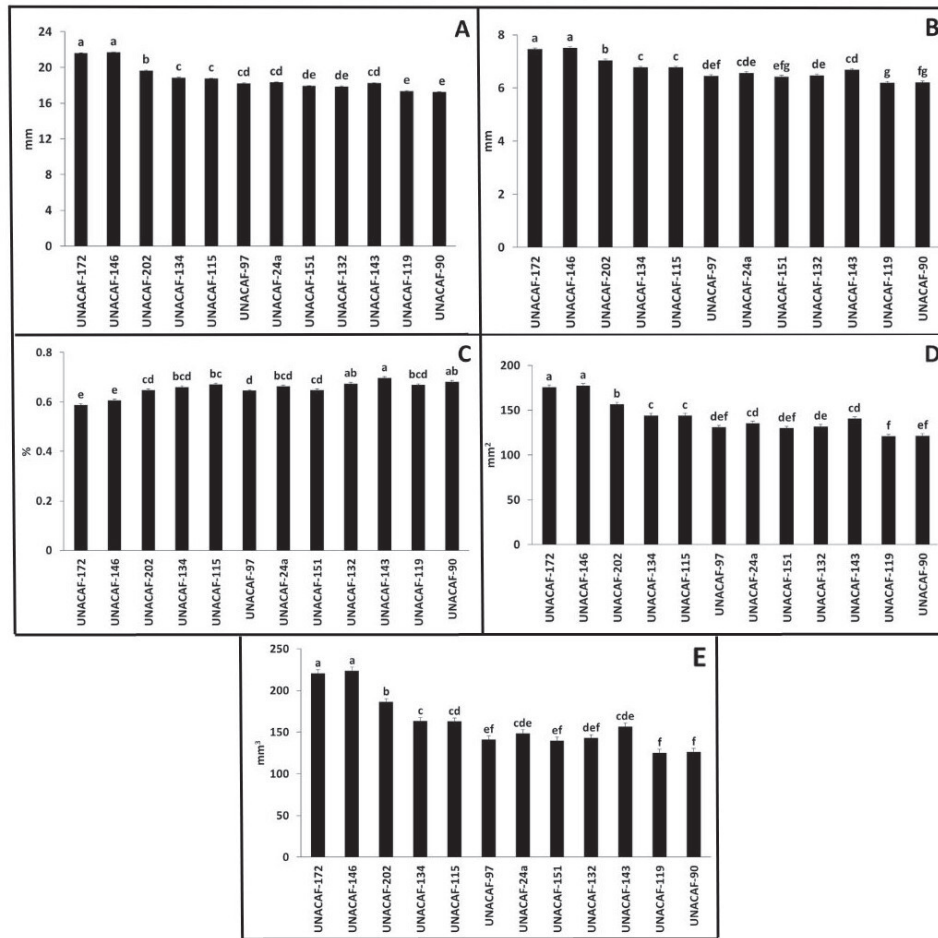 A
24
20
16
12
8
4
0
mm
a a b c c cd cd de de cd e e
UNACAF-172
UNACAF-146
UNACAF-202
UNACAF-134
UNACAF-115
UNACAF-97
UNACAF-24a
UNACAF-151
UNACAF-132
UNACAF-143
UNACAF-119
UNACAF-90
B
8
6
4
2
0
mm
a a b c c def cde efg de cd g fg
UNACAF-172
UNACAF-146
UNACAF-202
UNACAF-134
UNACAF-115
UNACAF-97
UNACAF-24a
UNACAF-151
UNACAF-132
UNACAF-143
UNACAF-119
UNACAF-90
C
0.8
0.6
0.4
0.2
0
%
e e cd bcd bc d bcd cd ab a bcd ab
UNACAF-172
UNACAF-146
UNACAF-202
UNACAF-134
UNACAF-115
UNACAF-97
UNACAF-24a
UNACAF-151
UNACAF-132
UNACAF-143
UNACAF-119
UNACAF-90
D
200
150
100
50
0
mm²
a a b c c def cd def de cd f ef
UNACAF-172
UNACAF-146
UNACAF-202
UNACAF-134
UNACAF-115
UNACAF-97
UNACAF-24a
UNACAF-151
UNACAF-132
UNACAF-143
UNACAF-119
UNACAF-90
E
250
200
150
100
50
0
mm³
a a b c cd ef cde ef def cde f f
UNACAF-172
UNACAF-146
UNACAF-202
UNACAF-134
UNACAF-115
UNACAF-97
UNACAF-24a
UNACAF-151
UNACAF-132
UNACAF-143
UNACAF-119
UNACAF-90